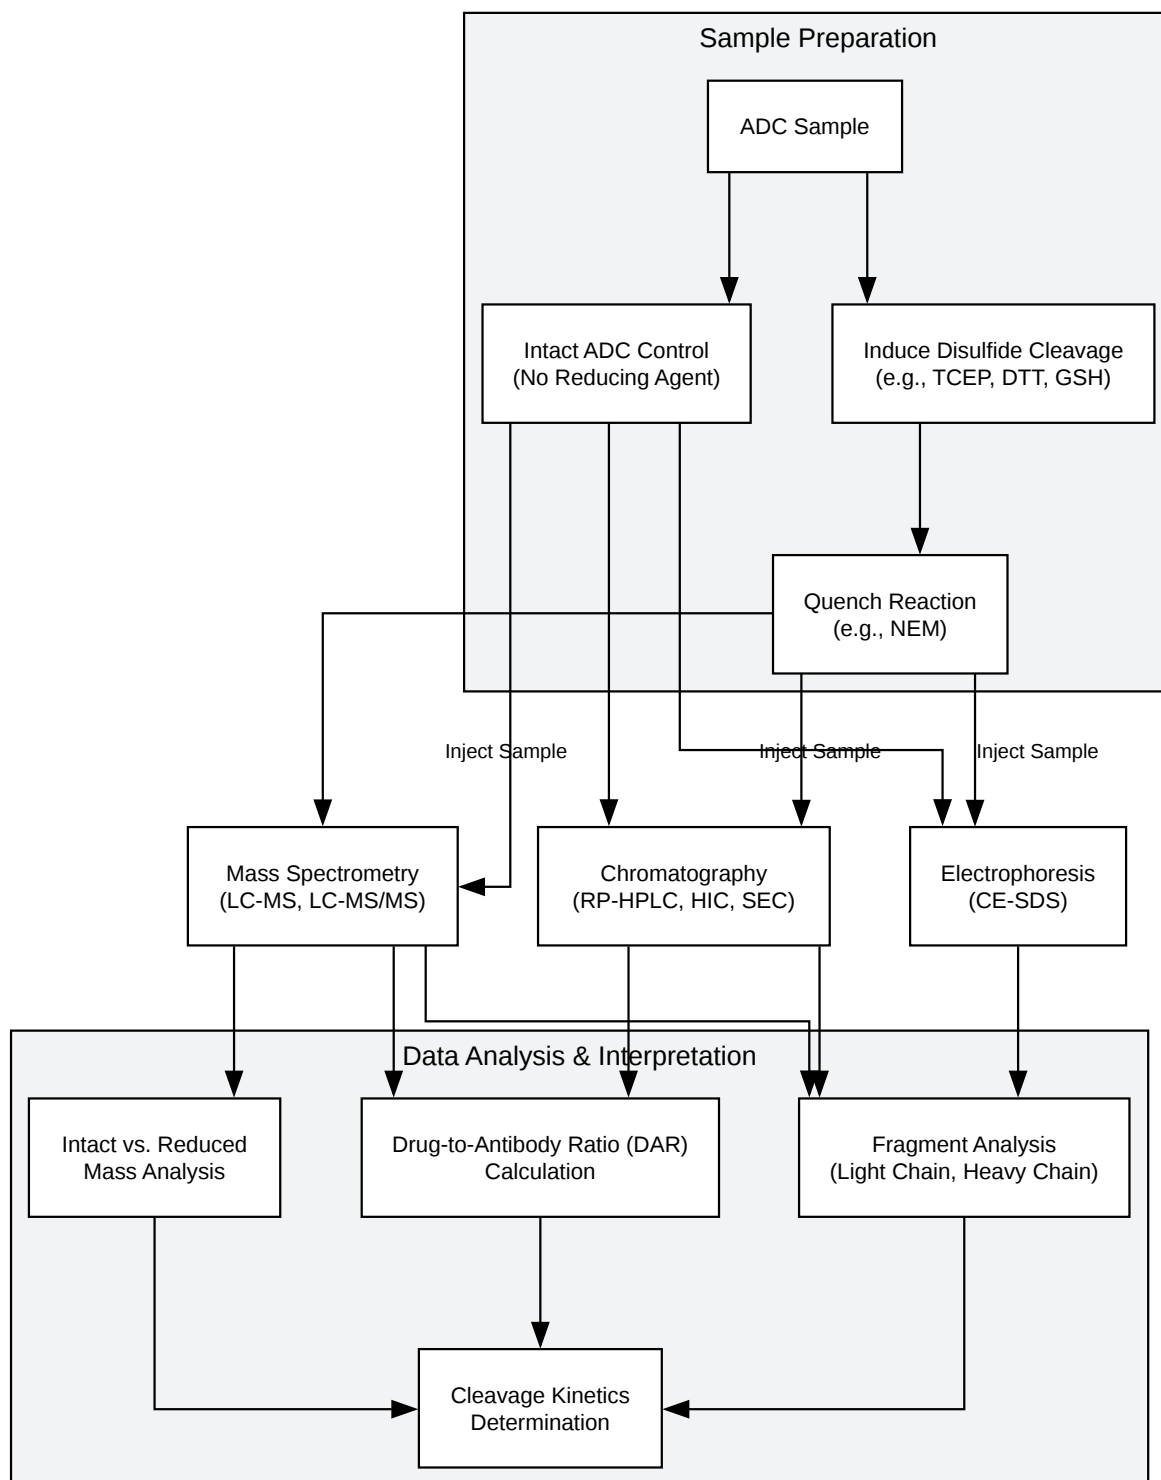 Sample Preparation
ADC Sample
Intact ADC Control
(No Reducing Agent)
Induce Disulfide Cleavage
(e.g., TCEP, DTT, GSH)
Quench Reaction
(e.g., NEM)
Inject Sample
Inject Sample
Inject Sample
Mass Spectrometry
(LC-MS, LC-MS/MS)
Chromatography
(RP-HPLC, HIC, SEC)
Electrophoresis
(CE-SDS)
Data Analysis & Interpretation
Intact vs. Reduced
Mass Analysis
Drug-to-Antibody Ratio (DAR)
Calculation
Fragment Analysis
(Light Chain, Heavy Chain)
Cleavage Kinetics
Determination